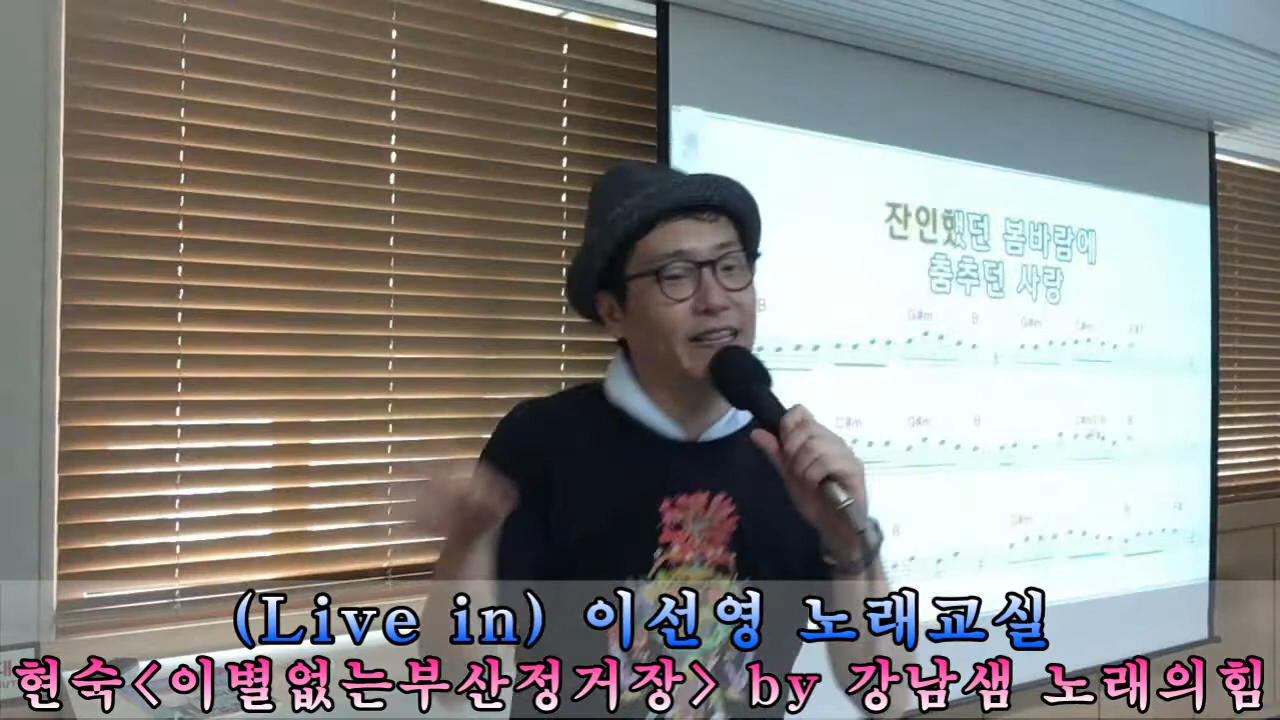 잔인했던 봄바람에
춤추던 사랑
B G#m B G#m
G#m B
B G#m B
(Live in) 이선영 노래교실
현숙<이별없는부산정거장> by 강남샘 노래의힘